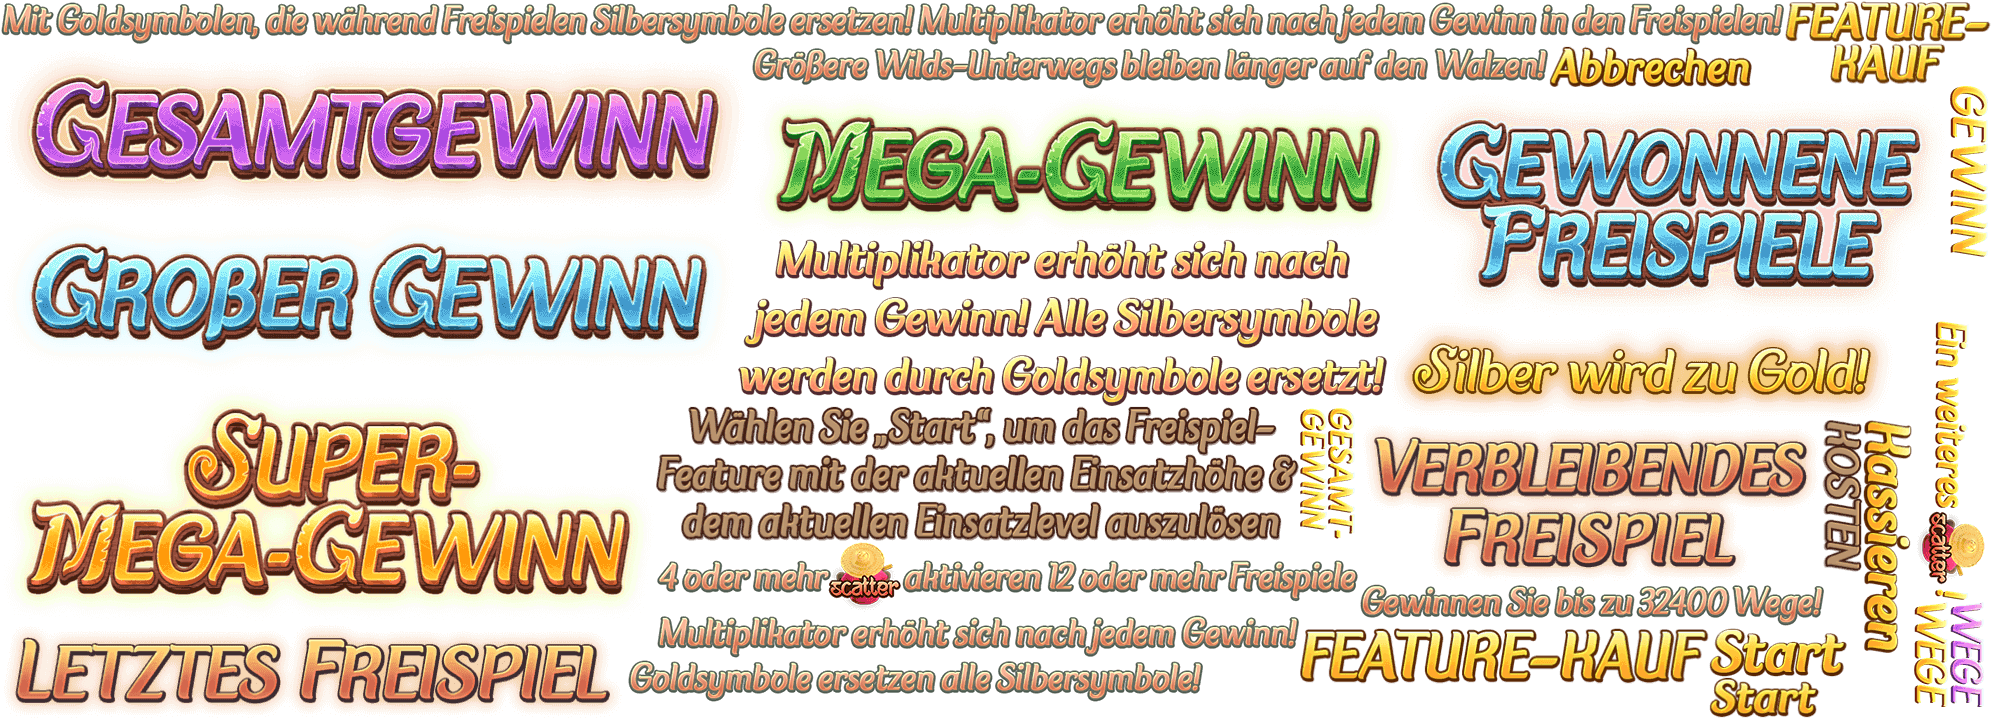 Mit Goldsymbolen, die während Freispielen Silbersymbole ersetzen! Multiplikator erhöht sich nach jedem Gewinn in den Freispielen!
FEATURE-
KAUF
Größere Wilds-Unterwegs bleiben länger auf den Walzen!
Abbrechen
GESAMTGEWINN
MEGA-GEWINN
GEWONNENE
FREISPIELE
GEWINN
GROßER GEWINN
Multiplikator erhöht sich nach
jedem Gewinn! Alle Silbersymbole
werden durch Goldsymbole ersetzt!
Silber wird zu Gold!
SUPER-
MEGA-GEWINN
Wählen Sie „Start“, um das Freispiel-
Feature mit der aktuellen Einsatzhöhe &
dem aktuellen Einsatzlevel auszulösen
GESAMT-
GEWINN
VERBLEIBENDES
FREISPIEL
KOSTEN
Kassieren
Ein weiteres scatter !
4 oder mehr scatter aktivieren 12 oder mehr Freispiele
Gewinnen Sie bis zu 32400 Wege!
LETZTES FREISPIEL
Multiplikator erhöht sich nach jedem Gewinn!
Goldsymbole ersetzen alle Silbersymbole!
FEATURE-KAUF
Start
Start
WEGE
WEGE